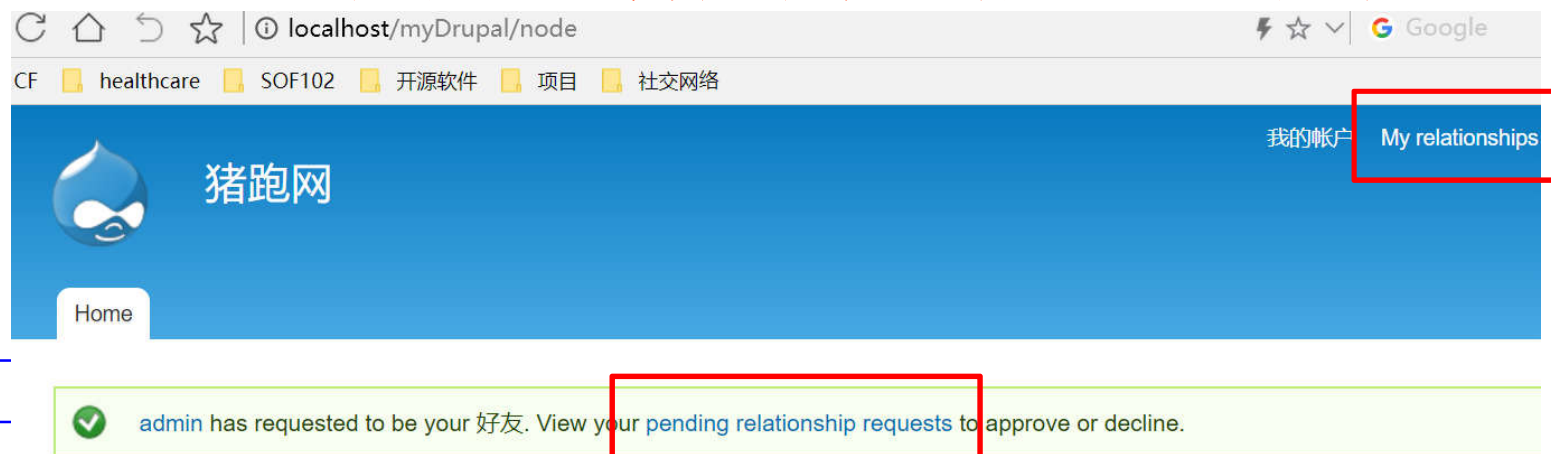 localhost/myDrupal/node
Google
CF healthcare SOF102 开源软件 项目 社交网络
我的帐户 My relationships
猪跑网
Home
admin has requested to be your 好友. View your pending relationship requests to approve or decline.